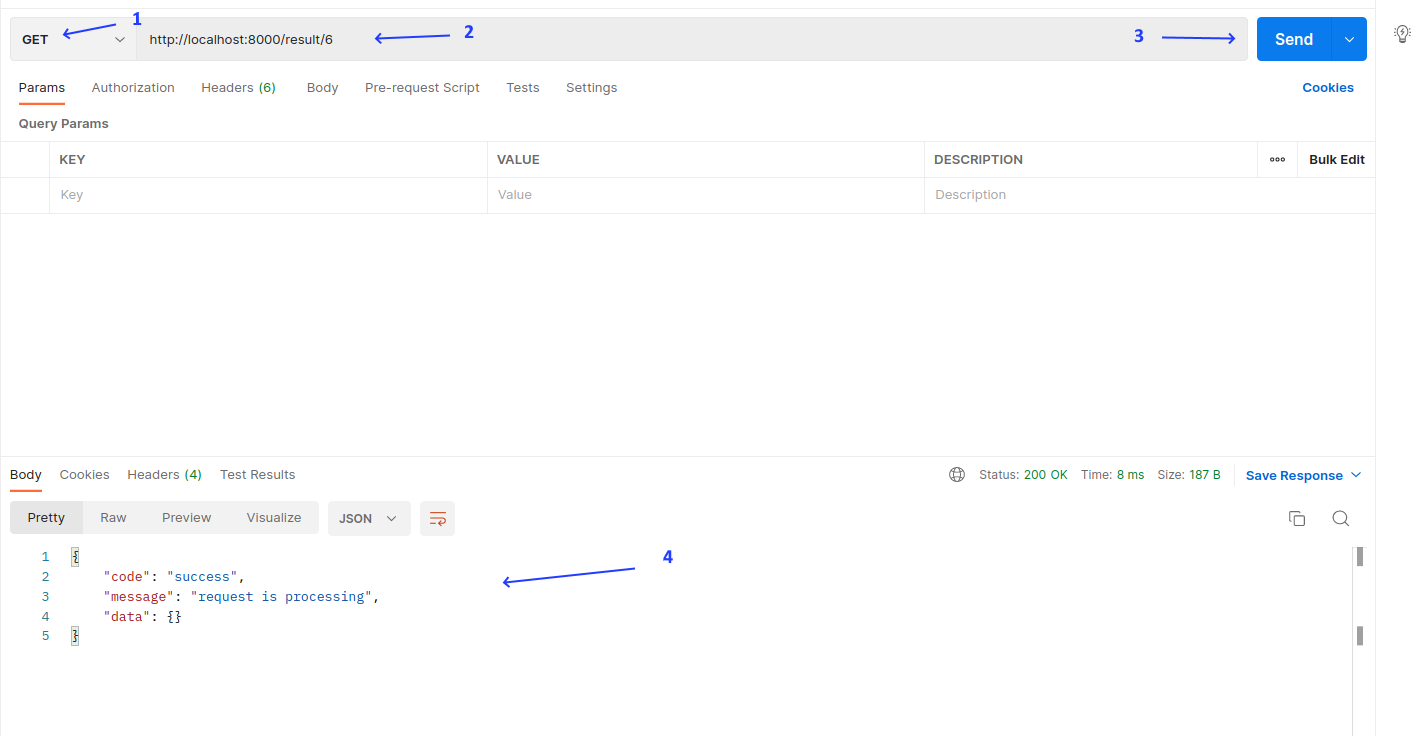 1
GET http://localhost:8000/result/6 2 3 Send
Params Authorization Headers (6) Body Pre-request Script Tests Settings Cookies
Query Params
KEY VALUE DESCRIPTION ooo Bulk Edit
Key Value Description
Body Cookies Headers (4) Test Results Status: 200 OK Time: 8 ms Size: 187 B Save Response
Pretty Raw Preview Visualize JSON
4
1 {
2 "code": "success",
3 "message": "request is processing",
4 "data": {}
5 }